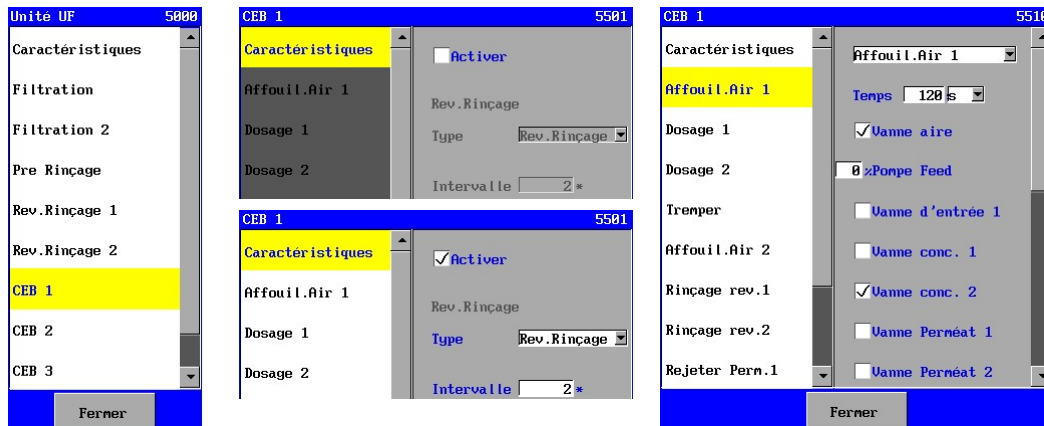 Unité UF 5000
Caractéristiques
Filtration
Filtration 2
Pre Rinçage
Rev.Rinçage 1
Rev.Rinçage 2
CEB 1
CEB 2
CEB 3
Fermer
CEB 1 5501
Caractéristiques
Activer
Affouil.Air 1
Rev.Rinçage
Dosage 1
Type Rev.Rinçage
Dosage 2
Intervalle 2 *
CEB 1 5501
Caractéristiques
Activer
Affouil.Air 1
Rev.Rinçage
Dosage 1
Type Rev.Rinçage
Dosage 2
Intervalle 2 *
CEB 1 5510
Caractéristiques
Affouil.Air 1
Affouil.Air 1
Temps 120 s
Dosage 1
Vanne aire
Dosage 2
0 %Pompe Feed
Tremper
Vanne d'entrée 1
Affouil.Air 2
Vanne conc. 1
Rinçage rev.1
Vanne conc. 2
Rinçage rev.2
Vanne Perméat 1
Rejeter Perm.1
Vanne Perméat 2
Fermer